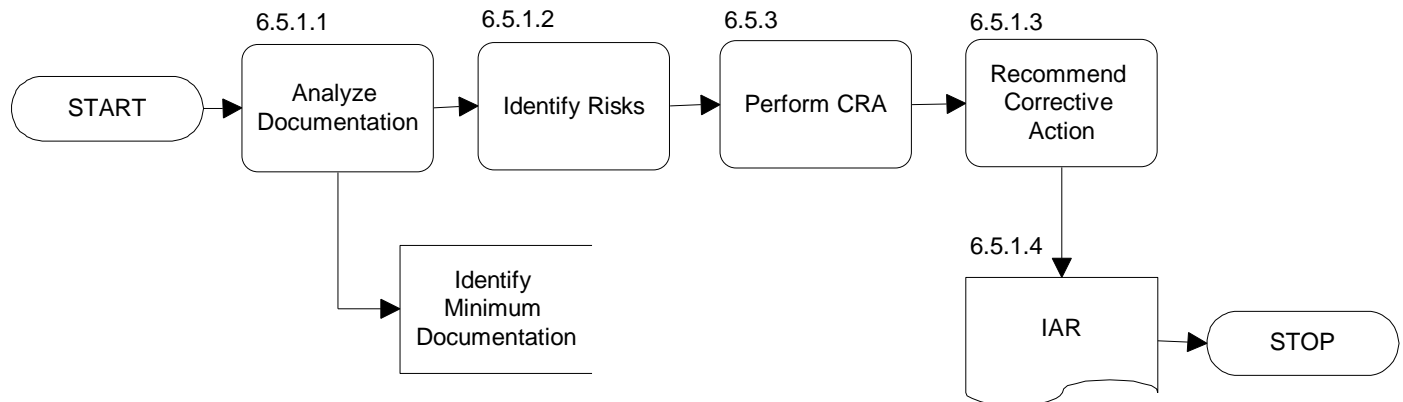 6.5.1.1
6.5.1.2
6.5.3
6.5.1.3
START
Analyze
Documentation
Identify Risks
Perform CRA
Recommend
Corrective
Action
6.5.1.4
Identify
Minimum
Documentation
IAR
STOP